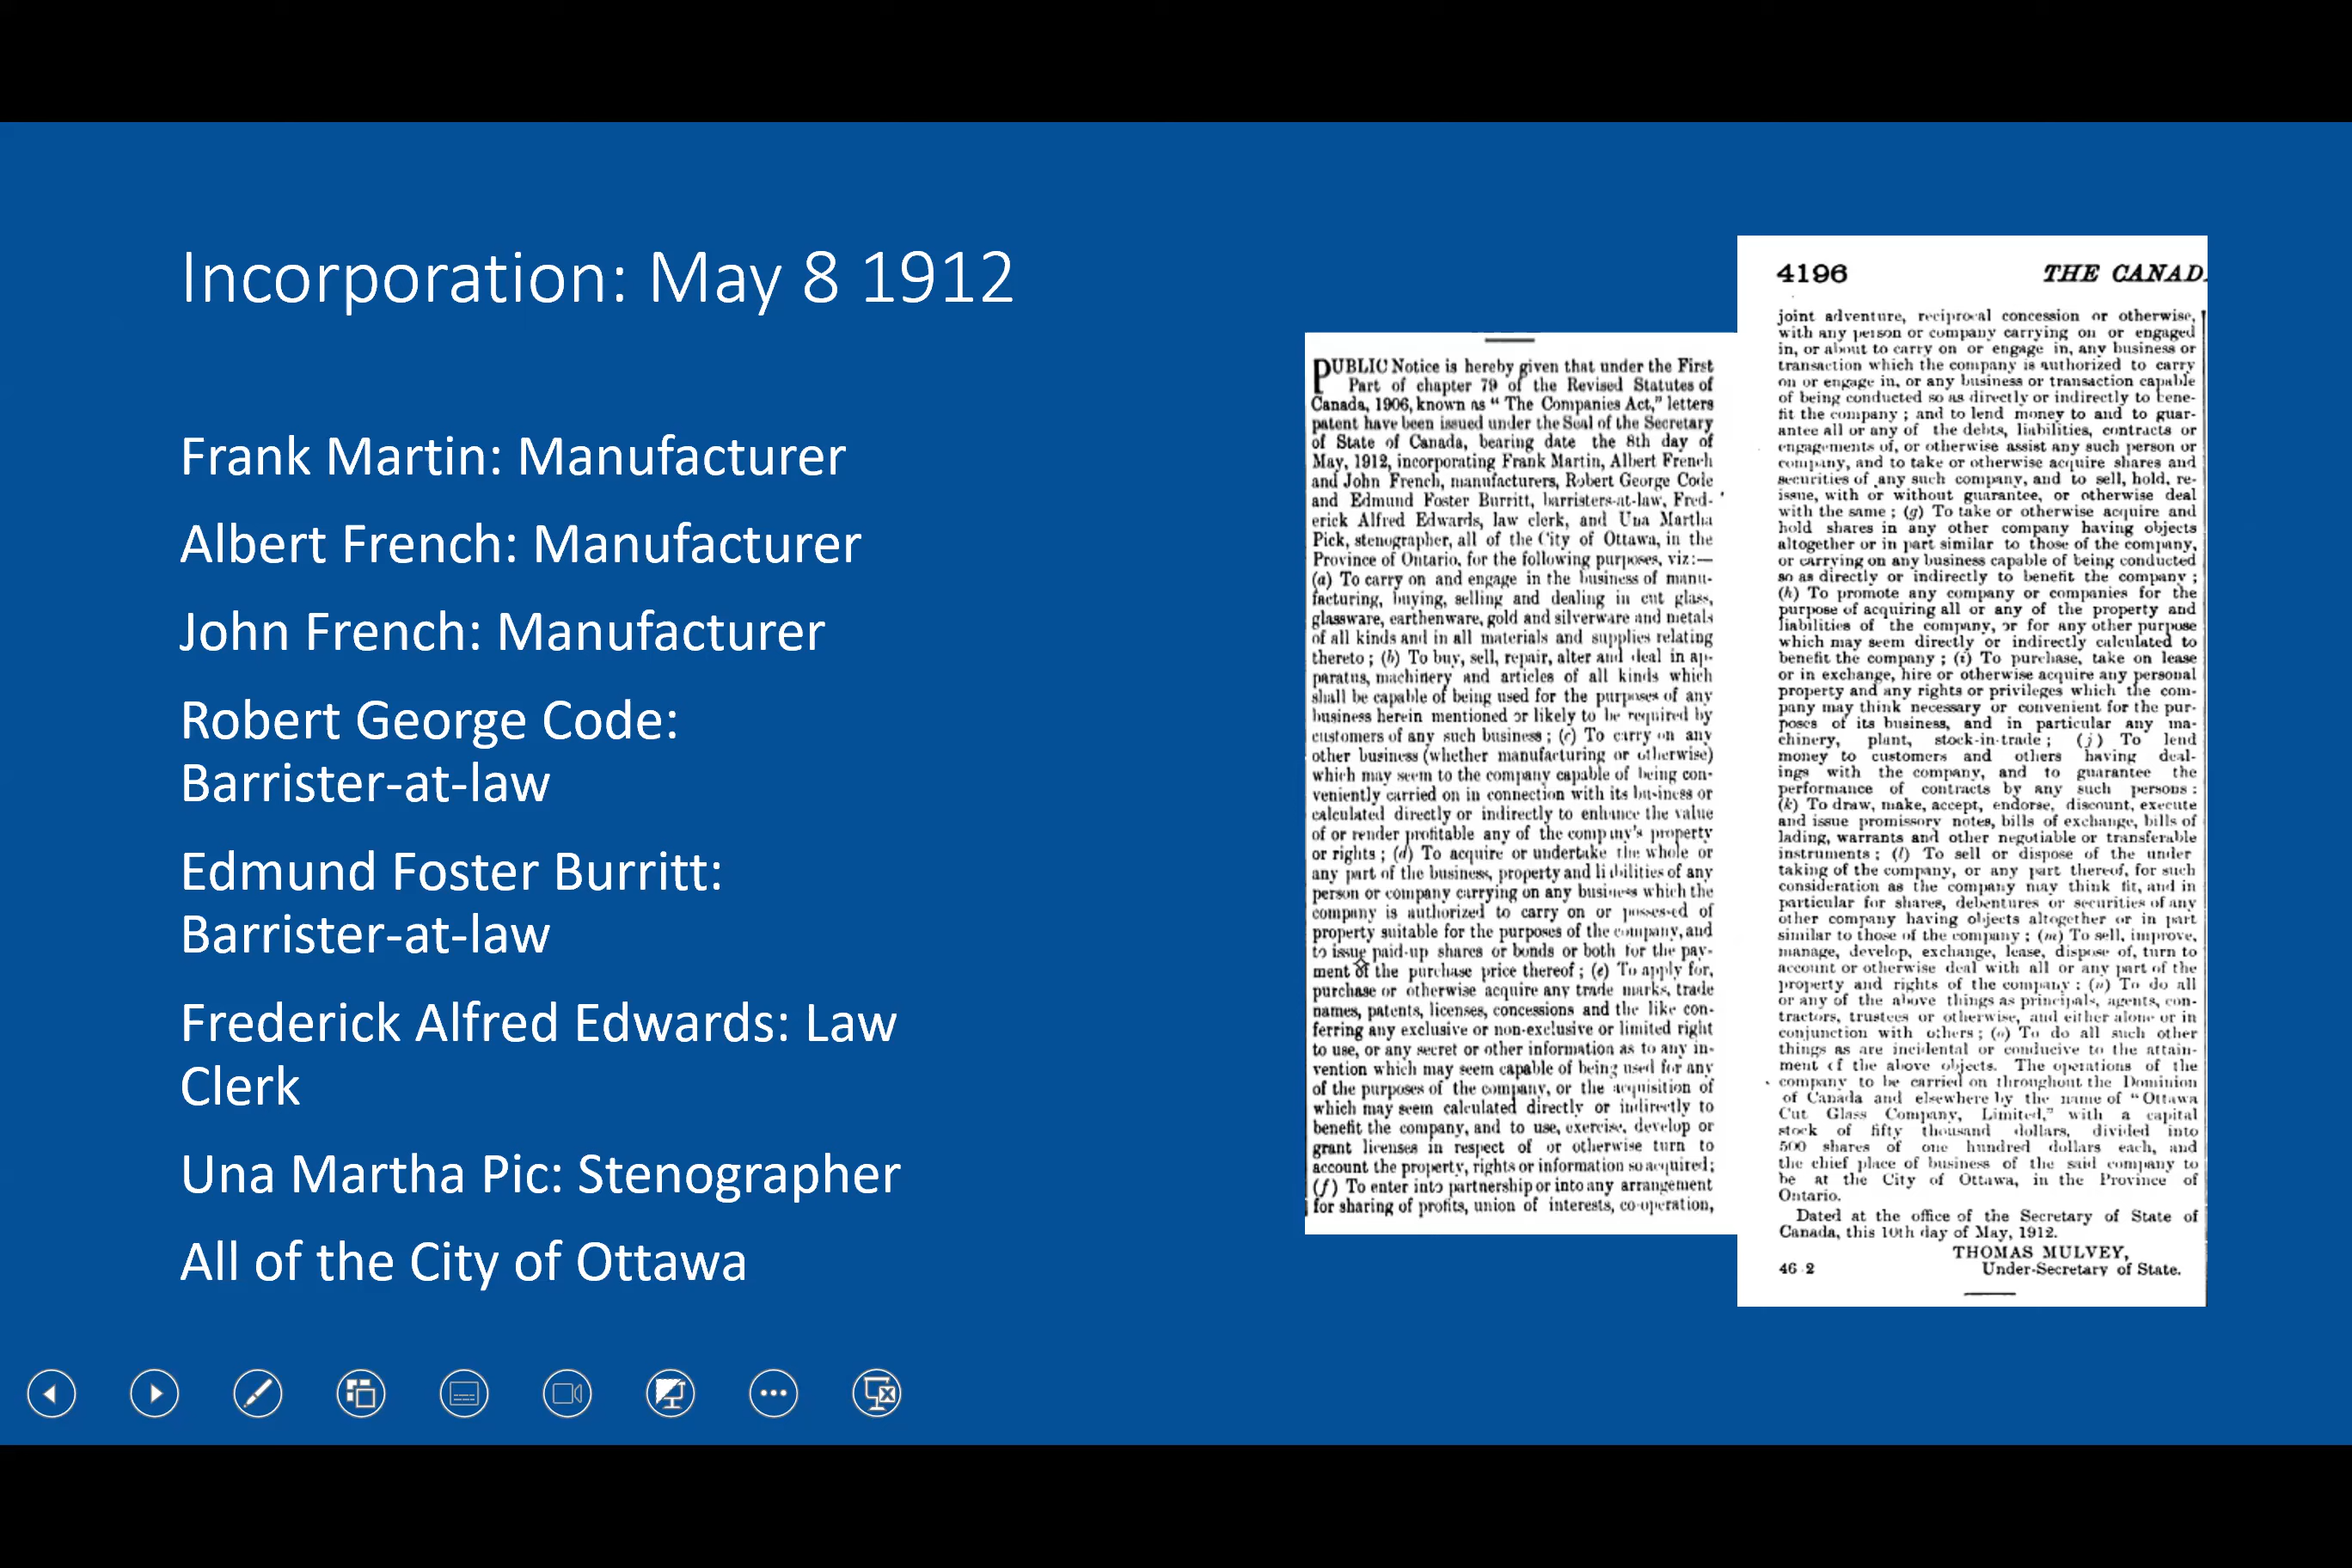 Incorporation: May 8 1912
Frank Martin: Manufacturer
Albert French: Manufacturer
John French: Manufacturer
Robert George Code:
Barrister-at-law
Edmund Foster Burritt:
Barrister-at-law
Frederick Alfred Edwards: Law
Clerk
Una Martha Pic: Stenographer
All of the City of Ottawa
PUBLIC Notice is hereby given that under the First
Part of chapter 79 of the Revised Statutes of
Canada, 1906, known as “ The Companies Act,” letters
patent have been issued under the Seal of the Secretary
of State of Canada, bearing date the 8th day of
May, 1912, incorporating Frank Martin, Albert French
and John French, manufacturers, Robert George Code
and Edmund Foster Burritt, barristers-at-law, Fred-
erick Alfred Edwards, law clerk, and Una Martha
Pick, stenographer, all of the City of Ottawa, in the
Province of Ontario, for the following purposes, viz:—
(a) To carry on and engage in the business of manu-
facturing, buying, selling and dealing in cut glass,
glassware, earthenware, gold and silverware and metals
of all kinds and in all materials and supplies relating
thereto ; (b) To buy, sell, repair, alter and deal in ap-
paratus, machinery and articles of all kinds which
shall be capable of being used for the purposes of any
business herein mentioned or likely to be required by
customers of any such business ; (c) To carry on any
other business (whether manufacturing or otherwise)
which may seem to the company capable of being con-
veniently carried on in connection with its business or
calculated directly or indirectly to enhance the value
of or render profitable any of the company's property
or rights ; (d) To acquire or undertake the whole or
any part of the business, property and liabilities of any
person or company carrying on any business which the
company is authorized to carry on or possessed of
property suitable for the purposes of the company, and
to issue paid-up shares or bonds or both for the pay-
ment of the purchase price thereof ; (e) To apply for,
purchase or otherwise acquire any trade marks, trade
names, patents, licenses, concessions and the like con-
ferring any exclusive or non-exclusive or limited right
to use, or any secret or other information as to any in-
vention which may seem capable of being used for any
of the purposes of the company, or the acquisition of
which may seem calculated directly or indirectly to
benefit the company, and to use, exercise, develop or
grant licenses in respect of or otherwise turn to
account the property, rights or information so acquired;
(f) To enter into partnership or into any arrangement
for sharing of profits, union of interests, co-operation,
4196 THE CANAD
joint adventure, reciprocal concession or otherwise,
with any person or company carrying on or engaged
in, or about to carry on or engage in, any business or
transaction which the company is authorized to carry
on or engage in, or any business or transaction capable
of being conducted so as directly or indirectly to bene-
fit the company ; and to lend money to and to guar-
antee all or any of the debts, liabilities, contracts or
engagements of, or otherwise assist any such person or
company, and to take or otherwise acquire shares and
securities of any such company, and to sell, hold, re-
issue, with or without guarantee, or otherwise deal
with the same ; (g) To take or otherwise acquire and
hold shares in any other company having objects
altogether or in part similar to those of the company,
or carrying on any business capable of being conducted
so as directly or indirectly to benefit the company ;
(h) To promote any company or companies for the
purpose of acquiring all or any of the property and
liabilities of the company, or for any other purpose
which may seem directly or indirectly calculated to
benefit the company ; (i) To purchase, take on lease
or in exchange, hire or otherwise acquire any personal
property and any rights or privileges which the com-
pany may think necessary or convenient for the pur-
poses of its business, and in particular any ma-
chinery, plant, stock-in-trade ; (j) To lend
money to customers and others having deal-
ings with the company, and to guarantee the
performance of contracts by any such persons :
(k) To draw, make, accept, endorse, discount, execute
and issue promissory notes, bills of exchange, bills of
lading, warrants and other negotiable or transferable
instruments ; (l) To sell or dispose of the under
taking of the company, or any part thereof, for such
consideration as the company may think fit, and in
particular for shares, debentures or securities of any
other company having objects altogether or in part
similar to those of the company ; (m) To sell, improve,
manage, develop, exchange, lease, dispose of, turn to
account or otherwise deal with all or any part of the
property and rights of the company : (n) To do all
or any of the above things as principals, agents, con-
tractors, trustees or otherwise, and either alone or in
conjunction with others ; (o) To do all such other
things as are incidental or conducive to the attain-
ment of the above objects. The operations of the
company to be carried on throughout the Dominion
of Canada and elsewhere by the name of “Ottawa
Cut Glass Company, Limited,” with a capital
stock of fifty thousand dollars, divided into
500 shares of one hundred dollars each, and
the chief place of business of the said company to
be at the City of Ottawa, in the Province of
Ontario.
Dated at the office of the Secretary of State of
Canada, this 10th day of May, 1912.
THOMAS MULVEY,
46-2 Under-Secretary of State.